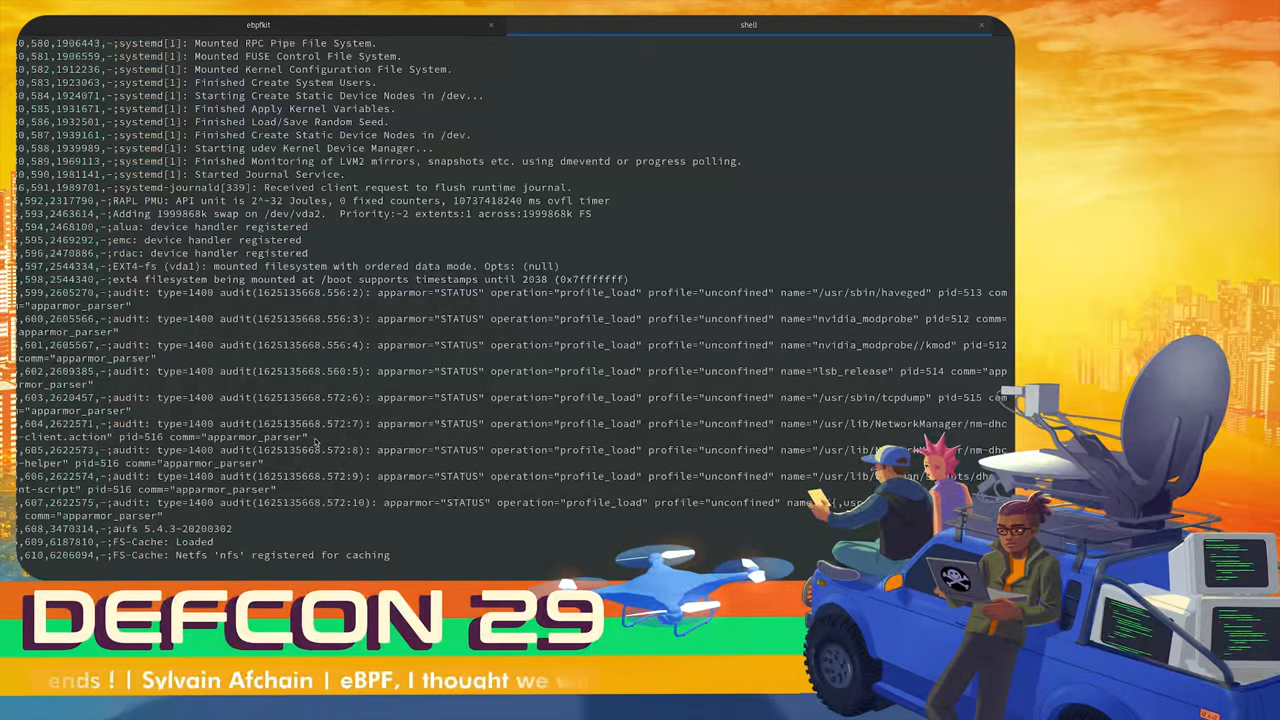 ebpfkit × shell ×
30,580,1906443,-;systemd[1]: Mounted RPC Pipe File System.
30,581,1906559,-;systemd[1]: Mounted FUSE Control File System.
30,582,1912236,-;systemd[1]: Mounted Kernel Configuration File System.
30,583,1923063,-;systemd[1]: Finished Create System Users.
30,584,1924071,-;systemd[1]: Starting Create Static Device Nodes in /dev...
30,585,1931671,-;systemd[1]: Finished Apply Kernel Variables.
30,586,1932501,-;systemd[1]: Finished Load/Save Random Seed.
30,587,1939161,-;systemd[1]: Finished Create Static Device Nodes in /dev.
30,588,1939989,-;systemd[1]: Starting udev Kernel Device Manager...
30,589,1969113,-;systemd[1]: Finished Monitoring of LVM2 mirrors, snapshots etc. using dmeventd or progress polling.
30,590,1981141,-;systemd[1]: Started Journal Service.
6,591,1989701,-;systemd-journald[339]: Received client request to flush runtime journal.
,592,2317790,-;RAPL PMU: API unit is 2^-32 Joules, 0 fixed counters, 10737418240 ms ovfl timer
,593,2463614,-;Adding 1999868k swap on /dev/vda2.  Priority:-2 extents:1 across:1999868k FS
,594,2468100,-;alua: device handler registered
,595,2469292,-;emc: device handler registered
,596,2470886,-;rdac: device handler registered
,597,2544334,-;EXT4-fs (vda1): mounted filesystem with ordered data mode. Opts: (null)
,598,2544340,-;ext4 filesystem being mounted at /boot supports timestamps until 2038 (0x7fffffff)
,599,2605270,-;audit: type=1400 audit(1625135668.556:2): apparmor="STATUS" operation="profile_load" profile="unconfined" name="/usr/sbin/haveged" pid=513 com
="apparmor_parser"
,600,2605566,-;audit: type=1400 audit(1625135668.556:3): apparmor="STATUS" operation="profile_load" profile="unconfined" name="nvidia_modprobe" pid=512 comm=
apparmor_parser"
,601,2605567,-;audit: type=1400 audit(1625135668.556:4): apparmor="STATUS" operation="profile_load" profile="unconfined" name="nvidia_modprobe//kmod" pid=512
comm="apparmor_parser"
,602,2609385,-;audit: type=1400 audit(1625135668.560:5): apparmor="STATUS" operation="profile_load" profile="unconfined" name="lsb_release" pid=514 comm="app
rmor_parser"
,603,2620457,-;audit: type=1400 audit(1625135668.572:6): apparmor="STATUS" operation="profile_load" profile="unconfined" name="/usr/sbin/tcpdump" pid=515 com
="apparmor_parser"
,604,2622571,-;audit: type=1400 audit(1625135668.572:7): apparmor="STATUS" operation="profile_load" profile="unconfined" name="/usr/lib/NetworkManager/nm-dhc
-client.action" pid=516 comm="apparmor_parser"
,605,2622573,-;audit: type=1400 audit(1625135668.572:8): apparmor="STATUS" operation="profile_load" profile="unconfined" name="/usr/lib/ nm-dhc
-helper" pid=516 comm="apparmor_parser"
,606,2622574,-;audit: type=1400 audit(1625135668.572:9): apparmor="STATUS" operation="profile_load" profile="unconfined" name="/usr/lib/
nt-script" pid=516 comm="apparmor_parser"
,607,2622575,-;audit: type=1400 audit(1625135668.572:10): apparmor="STATUS" operation="profile_load" profile="unconfined" name
comm="apparmor_parser"
,608,3470314,-;aufs 5.4.3-20200302
,609,6187810,-;FS-Cache: Loaded
,610,6206094,-;FS-Cache: Netfs 'nfs' registered for caching
DEFCON 29
ends ! | Sylvain Afchain | eBPF, I thought we